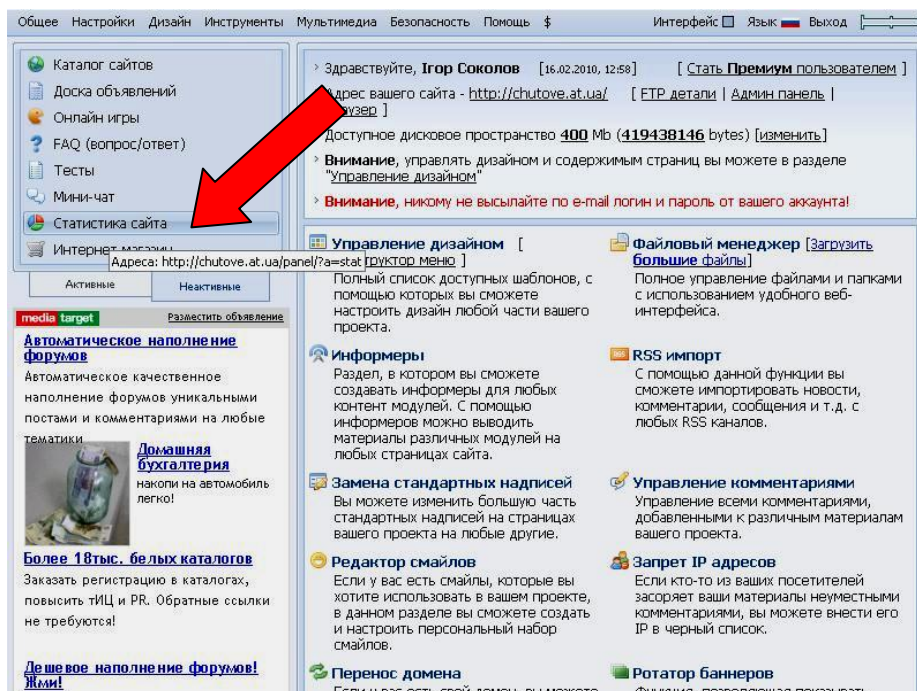 Общее Настройки Дизайн Инструменты Мультимедиа Безопасность Помощь $ Интерфейс Язык Выход
Каталог сайтов
Доска объявлений
Онлайн игры
FAQ (вопрос/ответ)
Тесты
Мини-чат
Статистика сайта
Интернет магазин
Адреса: http://chutove.at.ua/panel/?a=stat
Активные Неактивные
media target Разместить объявление
Автоматическое наполнение
форумов
Автоматическое качественное
наполнение форумов уникальными
постами и комментариями на любые
тематики
Домашняя
бухгалтерия
накопи на автомобиль
легко!
Более 18тыс. белых каталогов
Заказать регистрацию в каталогах,
повысить тИЦ и PR. Обратные ссылки
не требуются!
Дешевое наполнение форумов!
Жми!
Здравствуйте, Ігор Соколов [16.02.2010, 12:58] [ Стать Премиум пользователем ]
Адрес вашего сайта - http://chutove.at.ua/ [ FTP детали | Админ панель |
]
Доступное дисковое пространство 400 Mb (419438146 bytes) [изменить]
Внимание, управлять дизайном и содержимым страниц вы можете в разделе
"Управление дизайном"
Внимание, никому не высылайте по e-mail логин и пароль от вашего аккаунта!
Управление дизайном [
меню ]
Полный список доступных шаблонов, с
помощью которых вы сможете
настроить дизайн любой части вашего
проекта.
Файловый менеджер [Загрузить
большие файлы]
Полное управление файлами и папками
с использованием удобного веб-
интерфейса.
Информеры
Раздел, в котором вы сможете
создавать информеры для любых
контент модулей. С помощью
информеров можно выводить
материалы различных модулей на
любых страницах сайта.
RSS импорт
С помощью данной функции вы
сможете импортировать новости,
комментарии, сообщения и т.д. с
любых RSS каналов.
Замена стандартных надписей
Вы можете изменить большую часть
стандартных надписей на страницах
вашего проекта на любые другие.
Управление комментариями
Управление всеми комментариями,
добавленными к различным материалам
вашего проекта.
Редактор смайлов
Если у вас есть смайлы, которые вы
хотите использовать в вашем проекте,
в данном разделе вы сможете создать
и настроить персональный набор
смайлов.
Запрет IP адресов
Если кто-то из ваших посетителей
засоряет ваши материалы неуместными
комментариями, вы можете внести его
IP в черный список.
Перенос домена
Если у вас есть свой домен, вы можете
Ротатор баннеров
Функция, позволяющая показывать